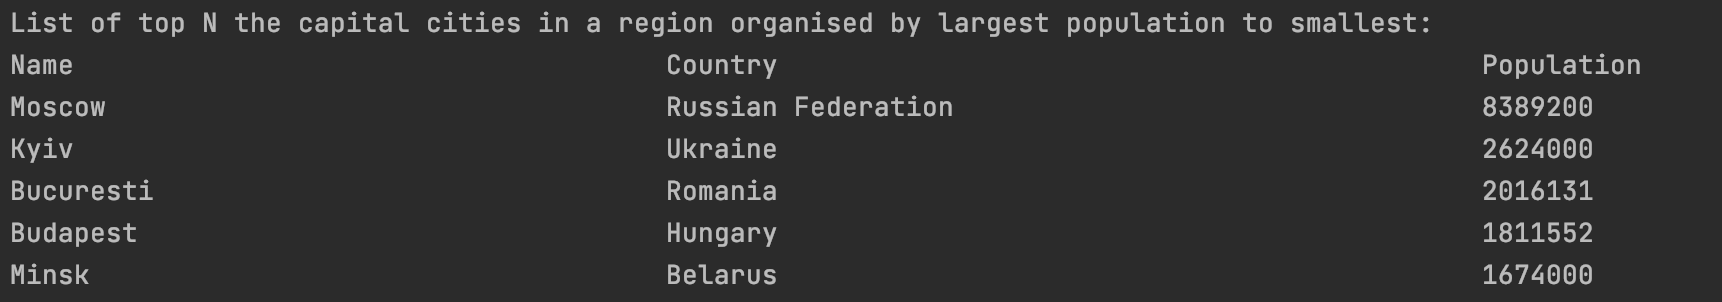 List of top N the capital cities in a region organised by largest population to smallest:
Name Country Population
Moscow Russian Federation 8389200
Kyiv Ukraine 2624000
Bucuresti Romania 2016131
Budapest Hungary 1811552
Minsk Belarus 1674000